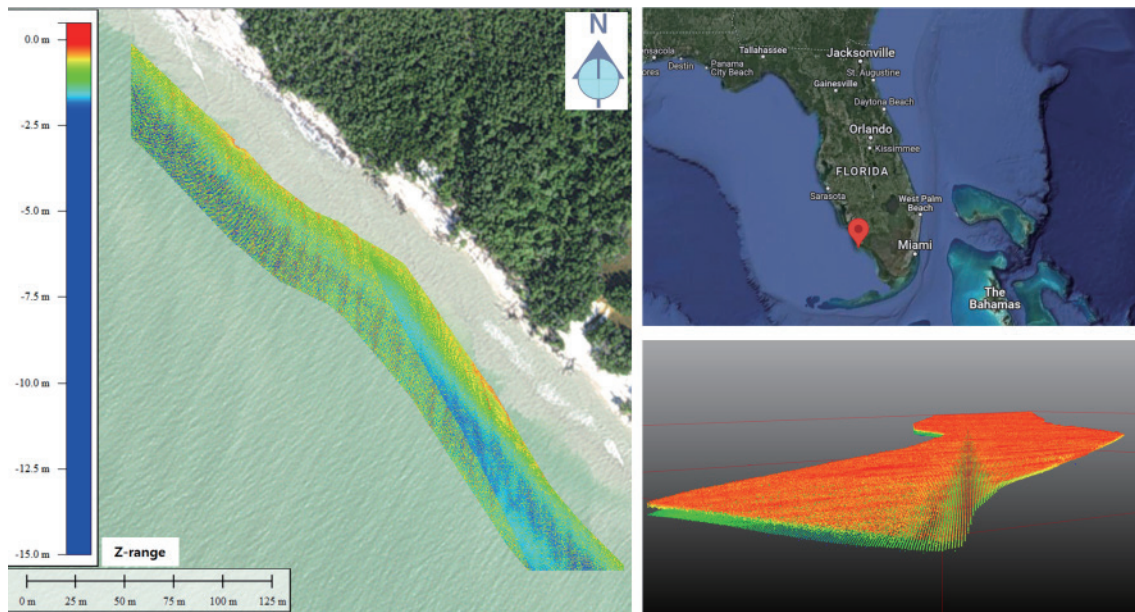 0.0 m
-2.5 m
-5.0 m
-7.5 m
-10.0 m
-12.5 m
-15.0 m
Z-range
0 m 25 m 50 m 75 m 100 m 125 m
N
Tallahassee
Jacksonville
nsacola
Destin
ores
Panama
City Beach
St. Augustine
Gainesville
Daytona Beach
Orlando
Kissimmee
FLORIDA
Sarasota
West Palm
Beach
Miami
The
Bahamas